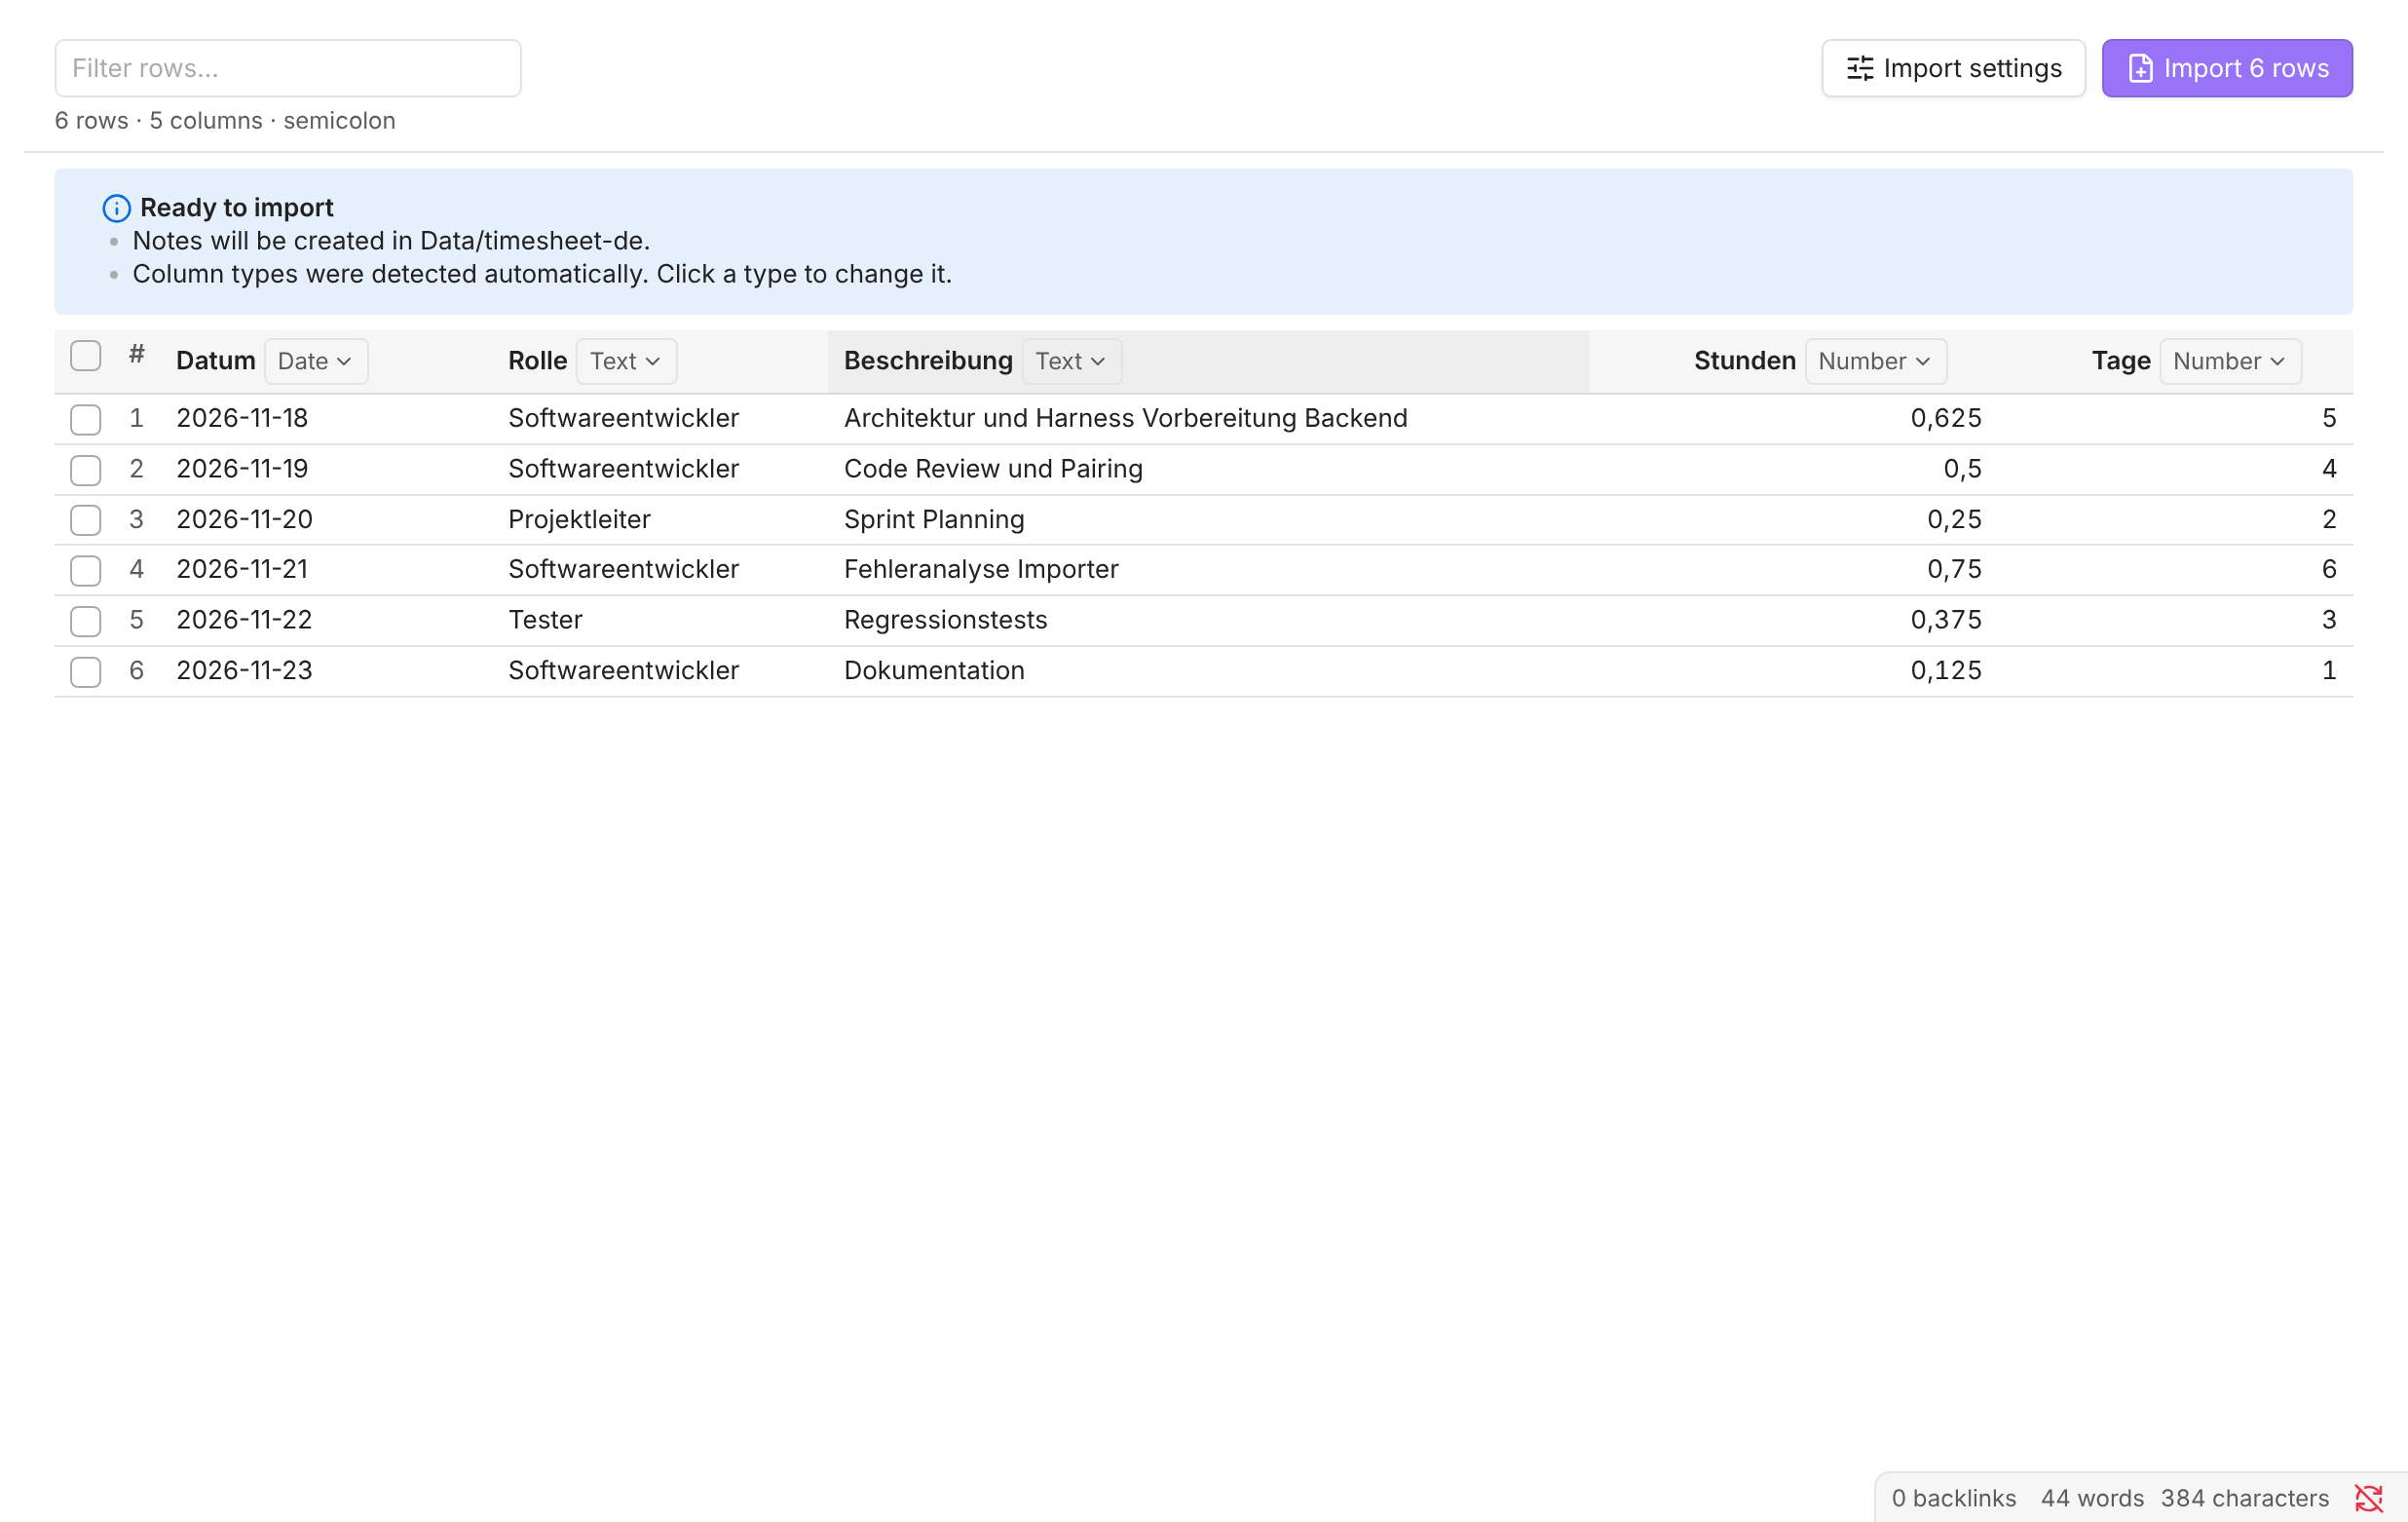 Filter rows...
Import settings
Import 6 rows
6 rows · 5 columns · semicolon
Ready to import
Notes will be created in Data/timesheet-de.
Column types were detected automatically. Click a type to change it.
# Datum Date Rolle Text Beschreibung Text Stunden Number Tage Number
1 2026-11-18 Softwareentwickler Architektur und Harness Vorbereitung Backend 0,625 5
2 2026-11-19 Softwareentwickler Code Review und Pairing 0,5 4
3 2026-11-20 Projektleiter Sprint Planning 0,25 2
4 2026-11-21 Softwareentwickler Fehleranalyse Importer 0,75 6
5 2026-11-22 Tester Regressionstests 0,375 3
6 2026-11-23 Softwareentwickler Dokumentation 0,125 1
0 backlinks 44 words 384 characters